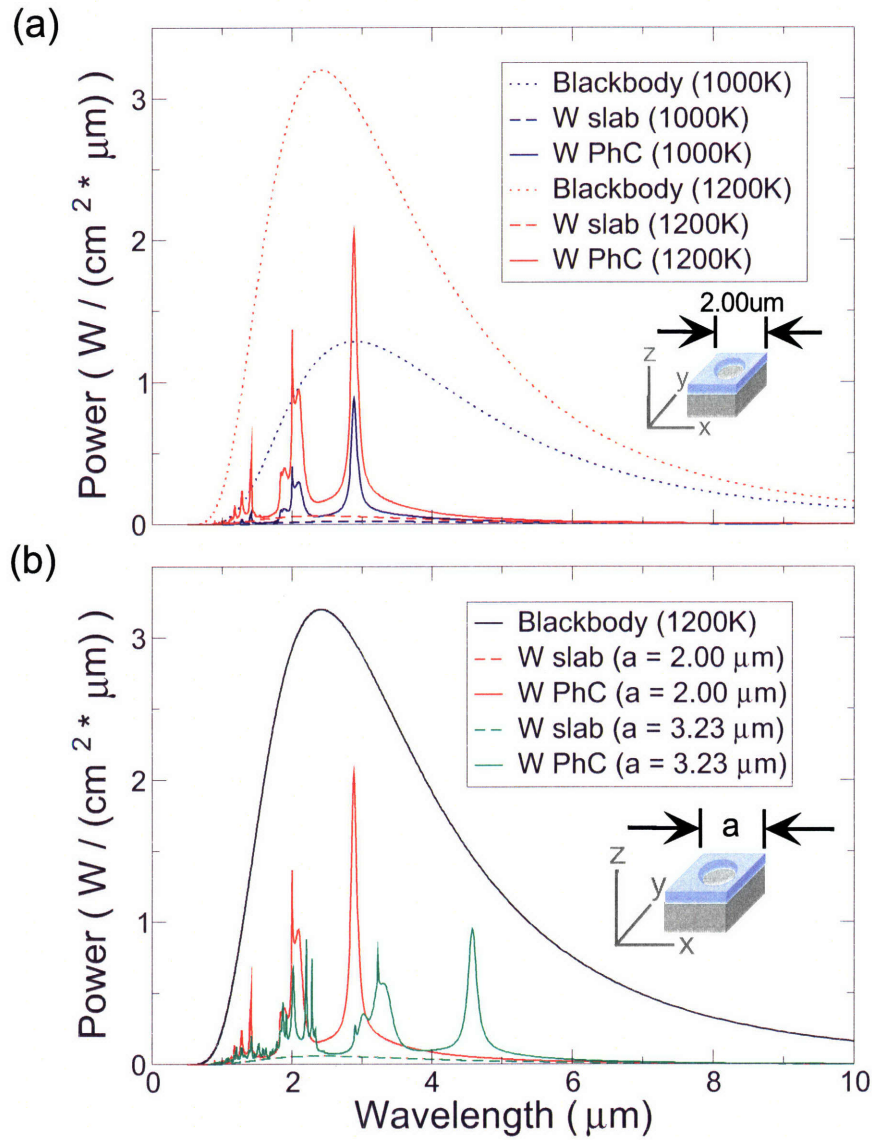 (a)
Power ( W / (cm 2 * μm) )
3
2
1
0
Blackbody (1000K)
W slab (1000K)
W PhC (1000K)
Blackbody (1200K)
W slab (1200K)
W PhC (1200K)
2.00um
z
y
x
(b)
Power ( W / (cm 2 * μm) )
3
2
1
0
Blackbody (1200K)
W slab (a = 2.00 μm)
W PhC (a = 2.00 μm)
W slab (a = 3.23 μm)
W PhC (a = 3.23 μm)
a
z
y
x
0 2 4 6 8 10
Wavelength ( μm)